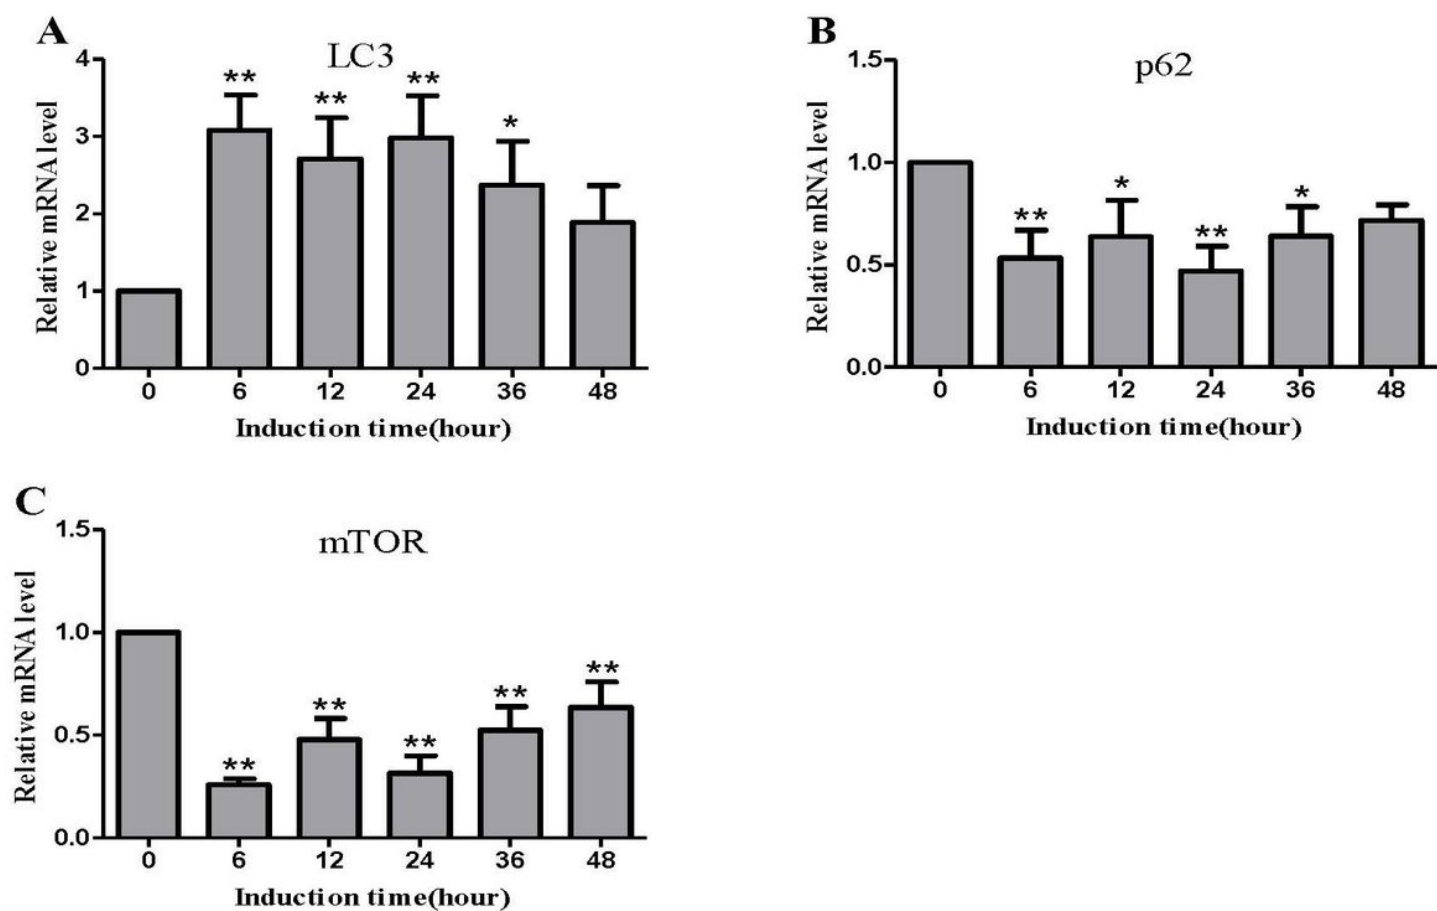 A
LC3
Relative mRNA level
4
3
2
1
0
** ** ** *
0 6 12 24 36 48
Induction time(hour)
B
p62
Relative mRNA level
1.5
1.0
0.5
0.0
** * ** *
0 6 12 24 36 48
Induction time(hour)
C
mTOR
Relative mRNA level
1.5
1.0
0.5
0.0
** ** ** ** **
0 6 12 24 36 48
Induction time(hour)